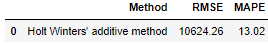 Method RMSE MAPE
0 Holt Winters' additive method 10624.26 13.02